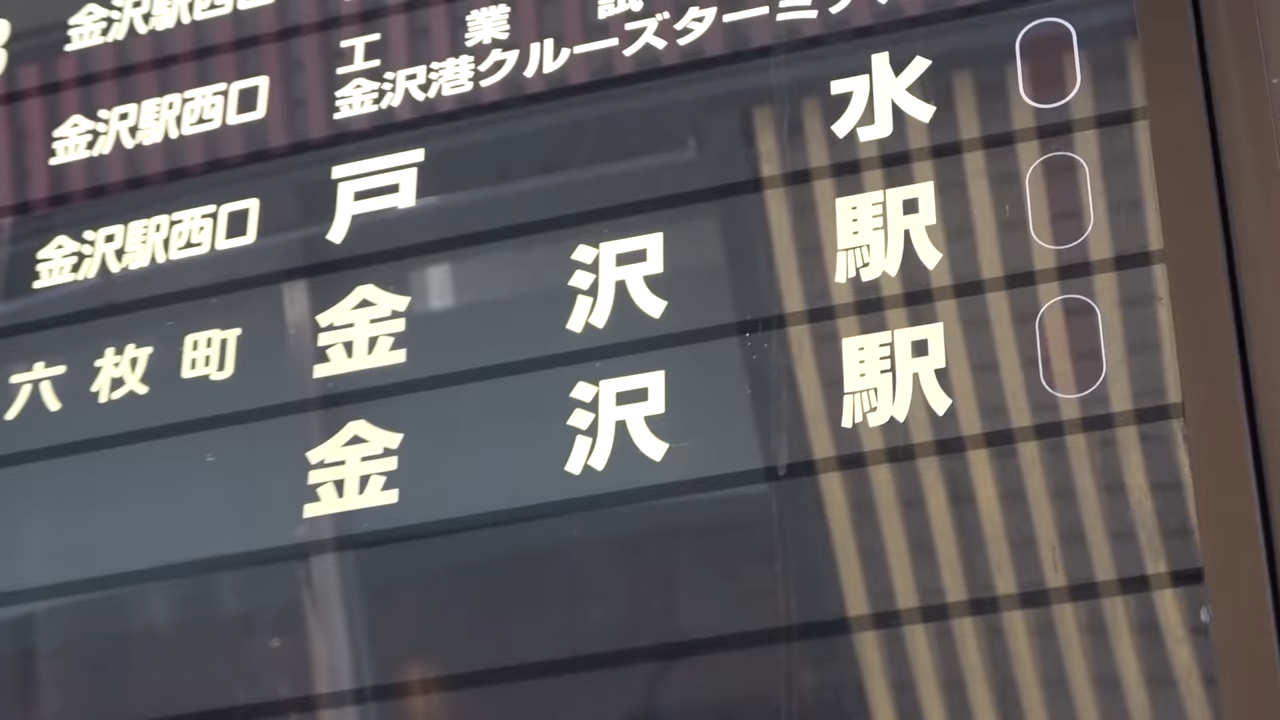 金沢駅西口
金沢駅西口 工業試
金沢港クルーズターミナル
金沢駅西口 戸水
六枚町 金沢駅
金沢駅